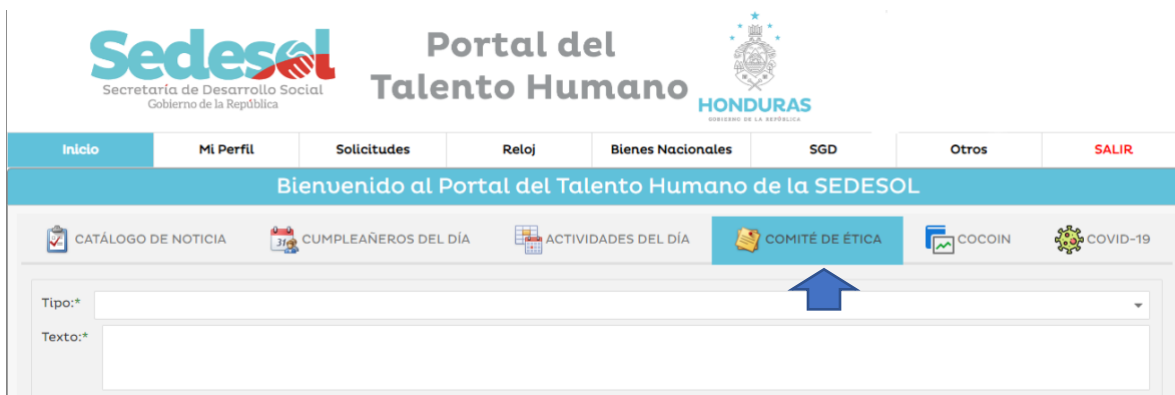 Sedesol
Secretaría de Desarrollo Social
Gobierno de la República
Portal del
Talento Humano
HONDURAS
GOBIERNO DE LA REPÚBLICA
Inicio Mi Perfil Solicitudes Reloj Bienes Nacionales SGD Otros SALIR
Bienvenido al Portal del Talento Humano de la SEDESOL
CATÁLOGO DE NOTICIA 31 CUMPLEAÑEROS DEL DÍA ACTIVIDADES DEL DÍA COMITÉ DE ÉTICA COCOIN COVID-19
Tipo:*
Texto:*